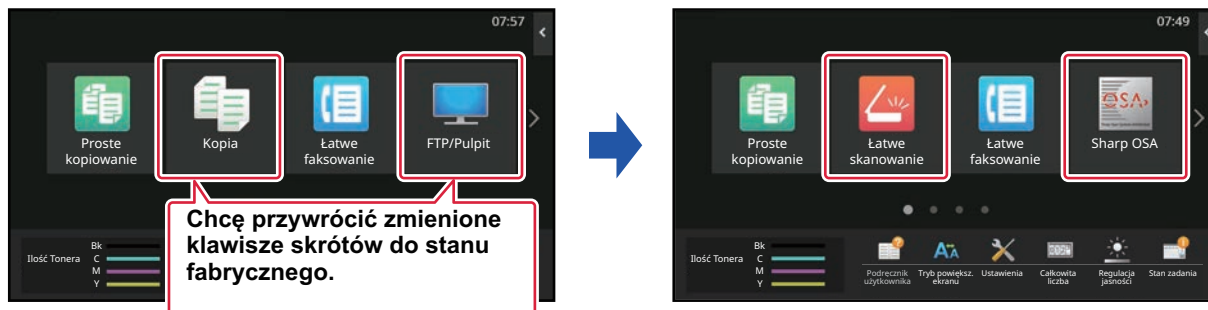 07:57
Proste
kopiowanie
Kopia
Łatwe
faksowanie
FTP/Pulpit
Chcę przywrócić zmienione
klawisze skrótów do stanu
fabrycznego.
Ilość Tonera
Bk
C
M
Y
07:49
Proste
kopiowanie
Łatwe
skanowanie
Łatwe
faksowanie
OSA
Sharp OSA
Ilość Tonera
Bk
C
M
Y
Podręcznik
użytkownika
Tryb powiększ.
ekranu
Ustawienia
Całkowita
liczba
Regulacja
jasności
Stan zadania